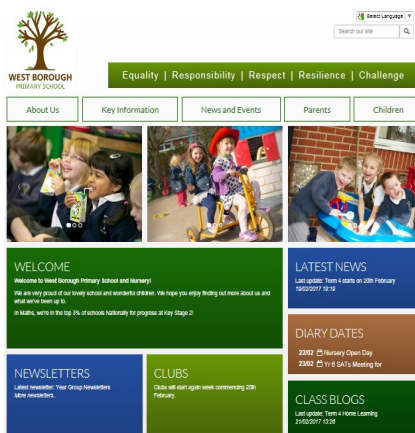 Select Language ▼
Search our site
WEST BOROUGH
PRIMARY SCHOOL
Equality | Responsibility | Respect | Resilience | Challenge
About Us
Key Information
News and Events
Parents
Children
WELCOME
Welcome to West Borough Primary School and Nursery!
We are very proud of our lovely school and wonderful children. We hope you enjoy finding out more about us and
what we've been up to.
In Maths, we're in the top 3% of schools Nationally for progress at Key Stage 2!
LATEST NEWS
Last update: Term 4 starts on 20th February
19/02/2017 19:19
DIARY DATES
22/02 Nursery Open Day
23/02 Yr 6 SATs Meeting for
NEWSLETTERS
Latest newsletter: Year Group Newsletters
More newsletters..
CLUBS
Clubs will start again week commencing 20th
February.
CLASS BLOGS
Last update: Term 4 Home Learning
21/02/2017 13:26